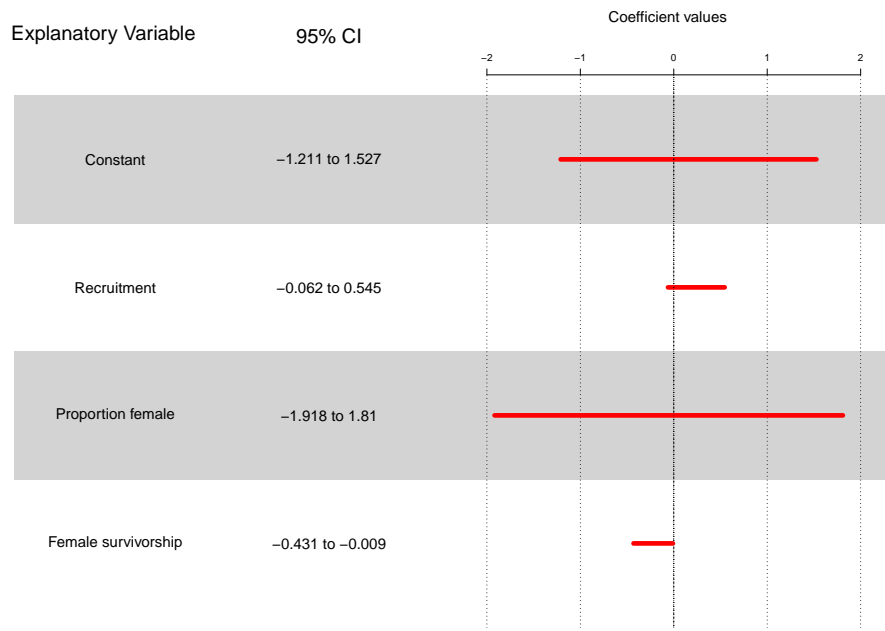 Coefficient values
Explanatory Variable 95% CI
−2 −1 0 1 2
Constant −1.211 to 1.527
Recruitment −0.062 to 0.545
Proportion female −1.918 to 1.81
Female survivorship −0.431 to −0.009